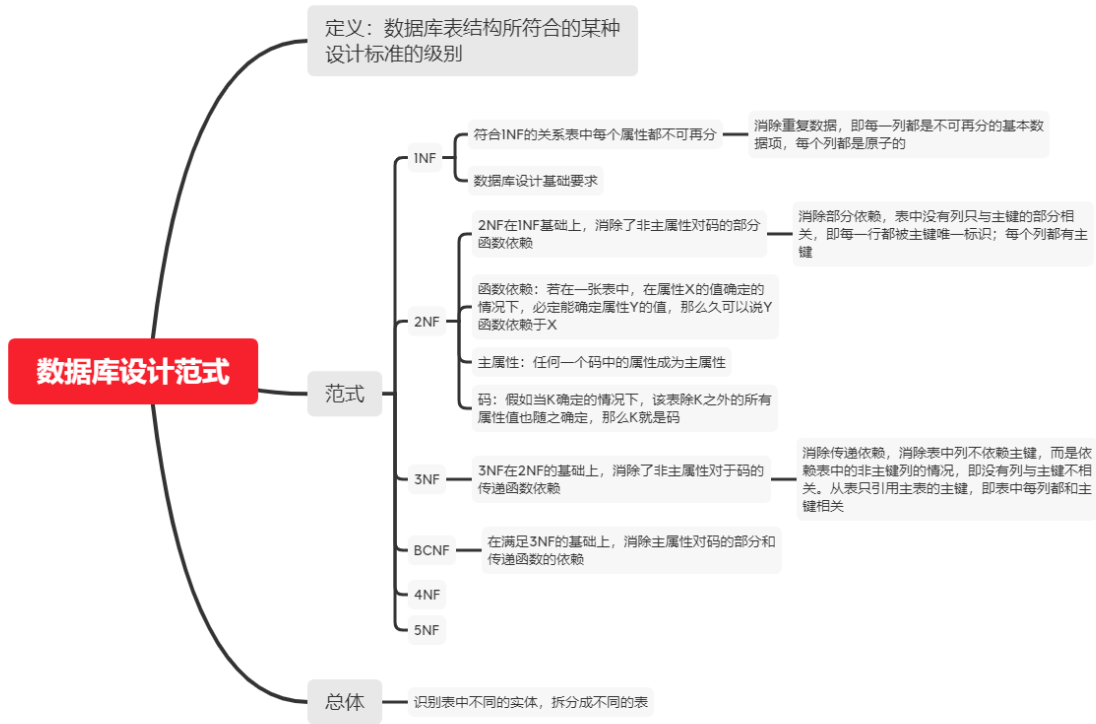 定义：数据库表结构所符合的某种
设计标准的级别
符合1NF的关系表中每个属性都不可再分
消除重复数据，即每一列都是不可再分的基本数
据项，每个列都是原子的
1NF
数据库设计基础要求
2NF在1NF基础上，消除了非主属性对码的部分
函数依赖
消除部分依赖，表中没有列只与主键的部分相
关，即每一行都被主键唯一标识；每个列都有主
键
函数依赖：若在一张表中，在属性X的值确定的
情况下，必定能确定属性Y的值，那么久可以说Y
函数依赖于X
2NF
主属性：任何一个码中的属性成为主属性
数据库设计范式
范式
码：假如当K确定的情况下，该表除K之外的所有
属性值也随之确定，那么K就是码
3NF
3NF在2NF的基础上，消除了非主属性对于码的
传递函数依赖
消除传递依赖，消除表中列不依赖主键，而是依
赖表中的非主键列的情况，即没有列与主键不相
关。从表只引用主表的主键，即表中每列都和主
键相关
BCNF
在满足3NF的基础上，消除主属性对码的部分和
传递函数的依赖
4NF
5NF
总体
识别表中不同的实体，拆分成不同的表